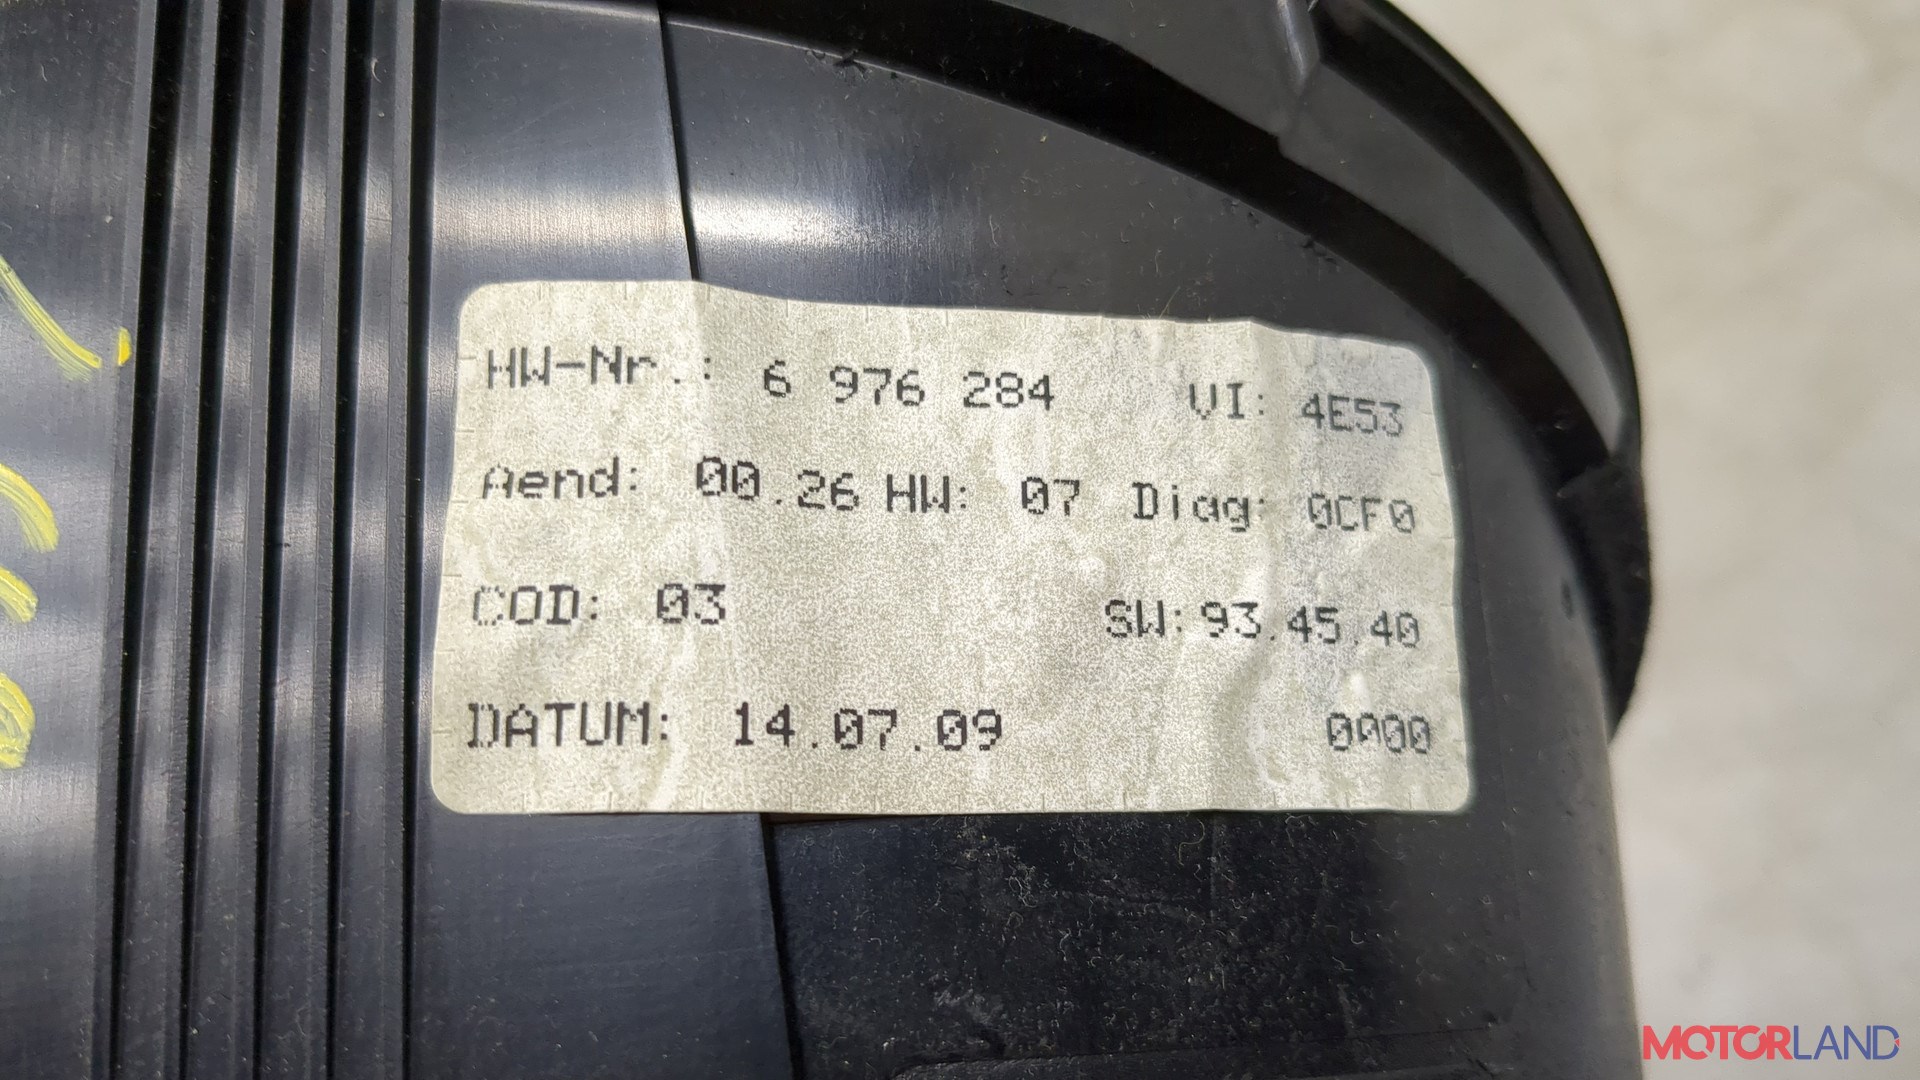 HW-Nr.: 6 976 284 VI: 4E53
Aend: 00.26 HW: 07 Diag: 0CF0
COD: 03 SW: 93.45.40
DATUM: 14.07.09 0000
MOTORLAND